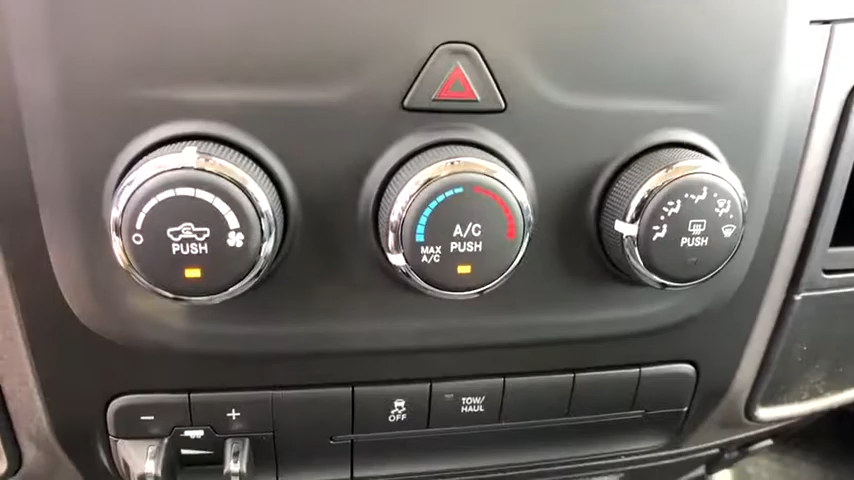 PUSH
A/C
PUSH
MAX
A/C
PUSH
- +
OFF
TOW/
HAUL